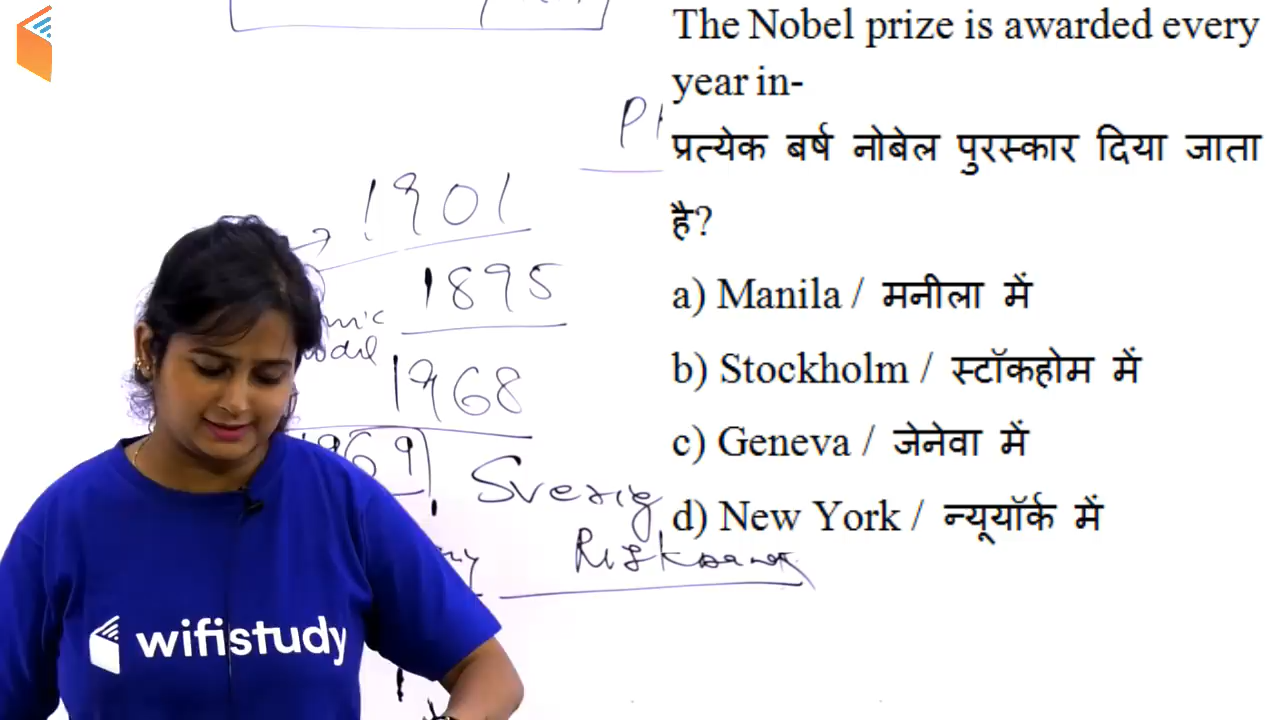 The Nobel prize is awarded every
year in-
प्रत्येक बर्ष नोबेल पुरस्कार दिया जाता
है?
a) Manila / मनीला में
b) Stockholm / स्टॉकहोम में
c) Geneva / जेनेवा में
d) New York / न्यूयॉर्क में
1901
1895
1968
1969
Sverig
wifistudy